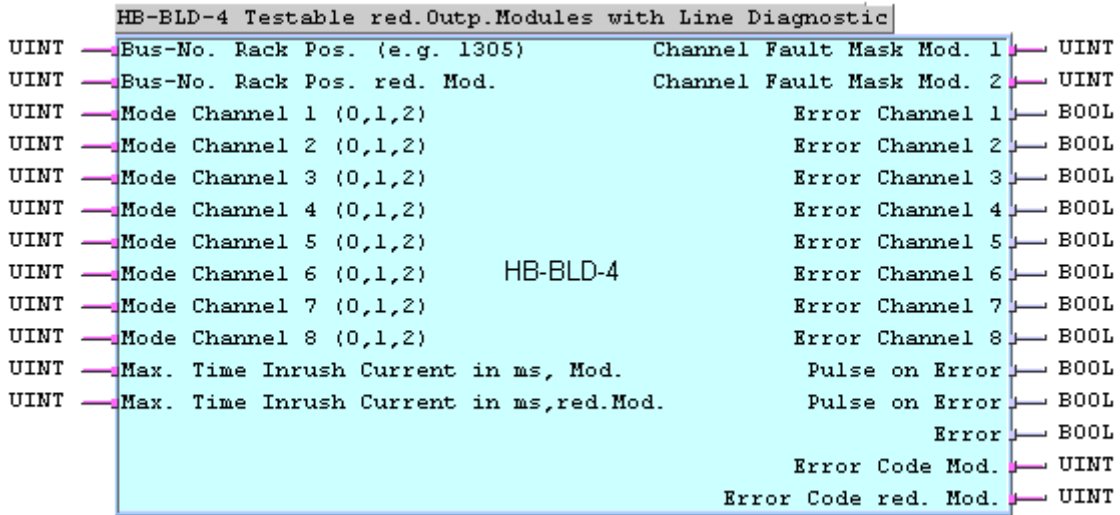 HB-BLD-4 Testable red.Outp.Modules with Line Diagnostic
UINT Bus-No. Rack Pos. (e.g. 1305) Channel Fault Mask Mod. 1 UINT
UINT Bus-No. Rack Pos. red. Mod. Channel Fault Mask Mod. 2 UINT
UINT Mode Channel 1 (0,1,2) Error Channel 1 BOOL
UINT Mode Channel 2 (0,1,2) Error Channel 2 BOOL
UINT Mode Channel 3 (0,1,2) Error Channel 3 BOOL
UINT Mode Channel 4 (0,1,2) Error Channel 4 BOOL
UINT Mode Channel 5 (0,1,2) Error Channel 5 BOOL
UINT Mode Channel 6 (0,1,2) HB-BLD-4 Error Channel 6 BOOL
UINT Mode Channel 7 (0,1,2) Error Channel 7 BOOL
UINT Mode Channel 8 (0,1,2) Error Channel 8 BOOL
UINT Max. Time Inrush Current in ms, Mod. Pulse on Error BOOL
UINT Max. Time Inrush Current in ms,red.Mod. Pulse on Error BOOL
Error BOOL
Error Code Mod. UINT
Error Code red. Mod. UINT